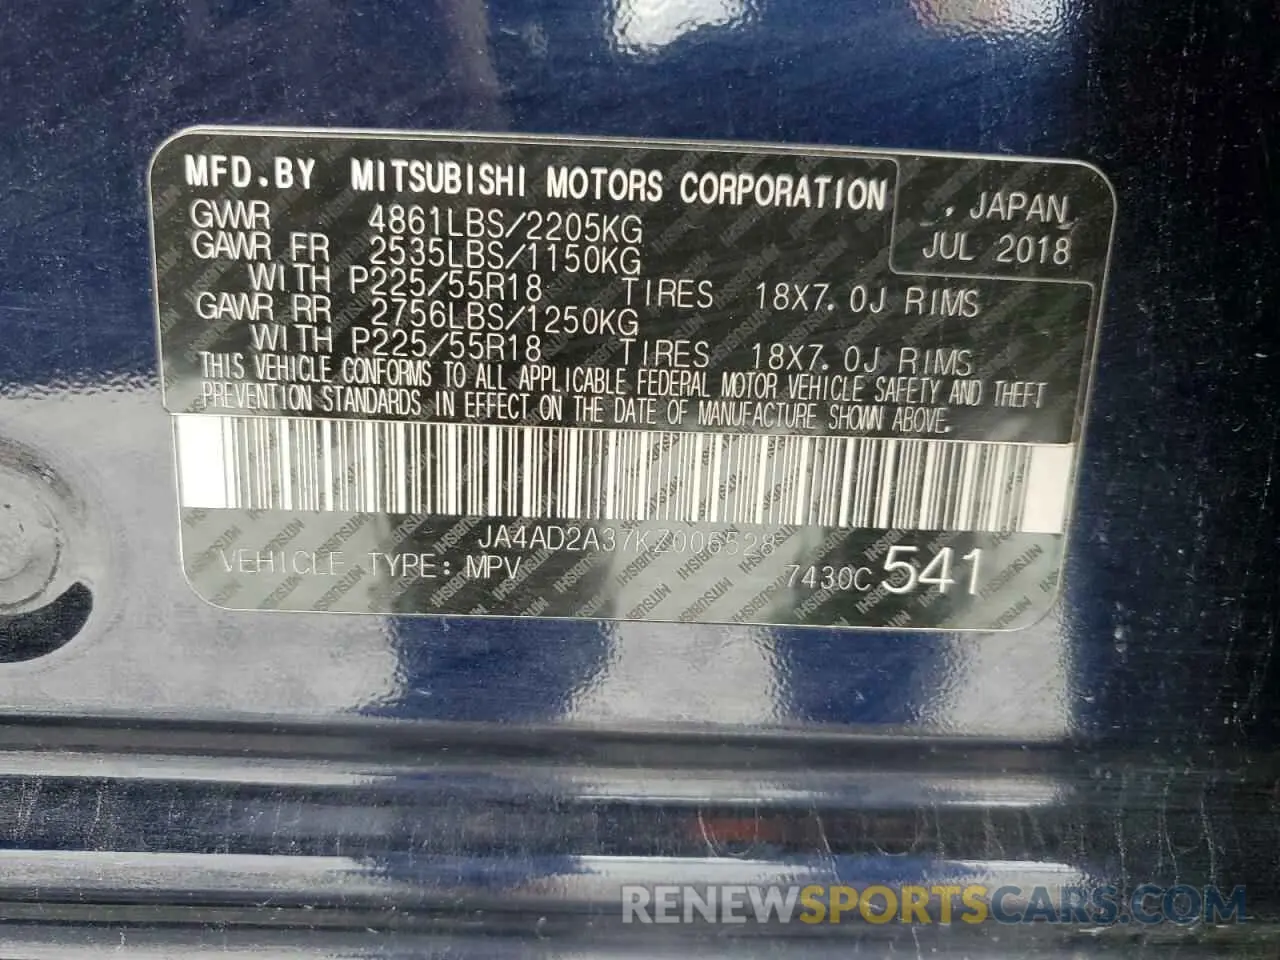 MFD.BY MITSUBISHI MOTORS CORPORATION
JAPAN
JUL 2018
GVWR 4861LBS/2205KG
GAWR FR 2535LBS/1150KG
WITH P225/55R18 TIRES 18X7.0J RIMS
GAWR RR 2756LBS/1250KG
WITH P225/55R18 TIRES 18X7.0J RIMS
THIS VEHICLE CONFORMS TO ALL APPLICABLE FEDERAL MOTOR VEHICLE SAFETY AND THEFT
PREVENTION STANDARDS IN EFFECT ON THE DATE OF MANUFACTURE SHOWN ABOVE.
JA4AD2A37KZ006528
VEHICLE TYPE: MPV 7430C 541
RENEWSPORTSCARS.COM